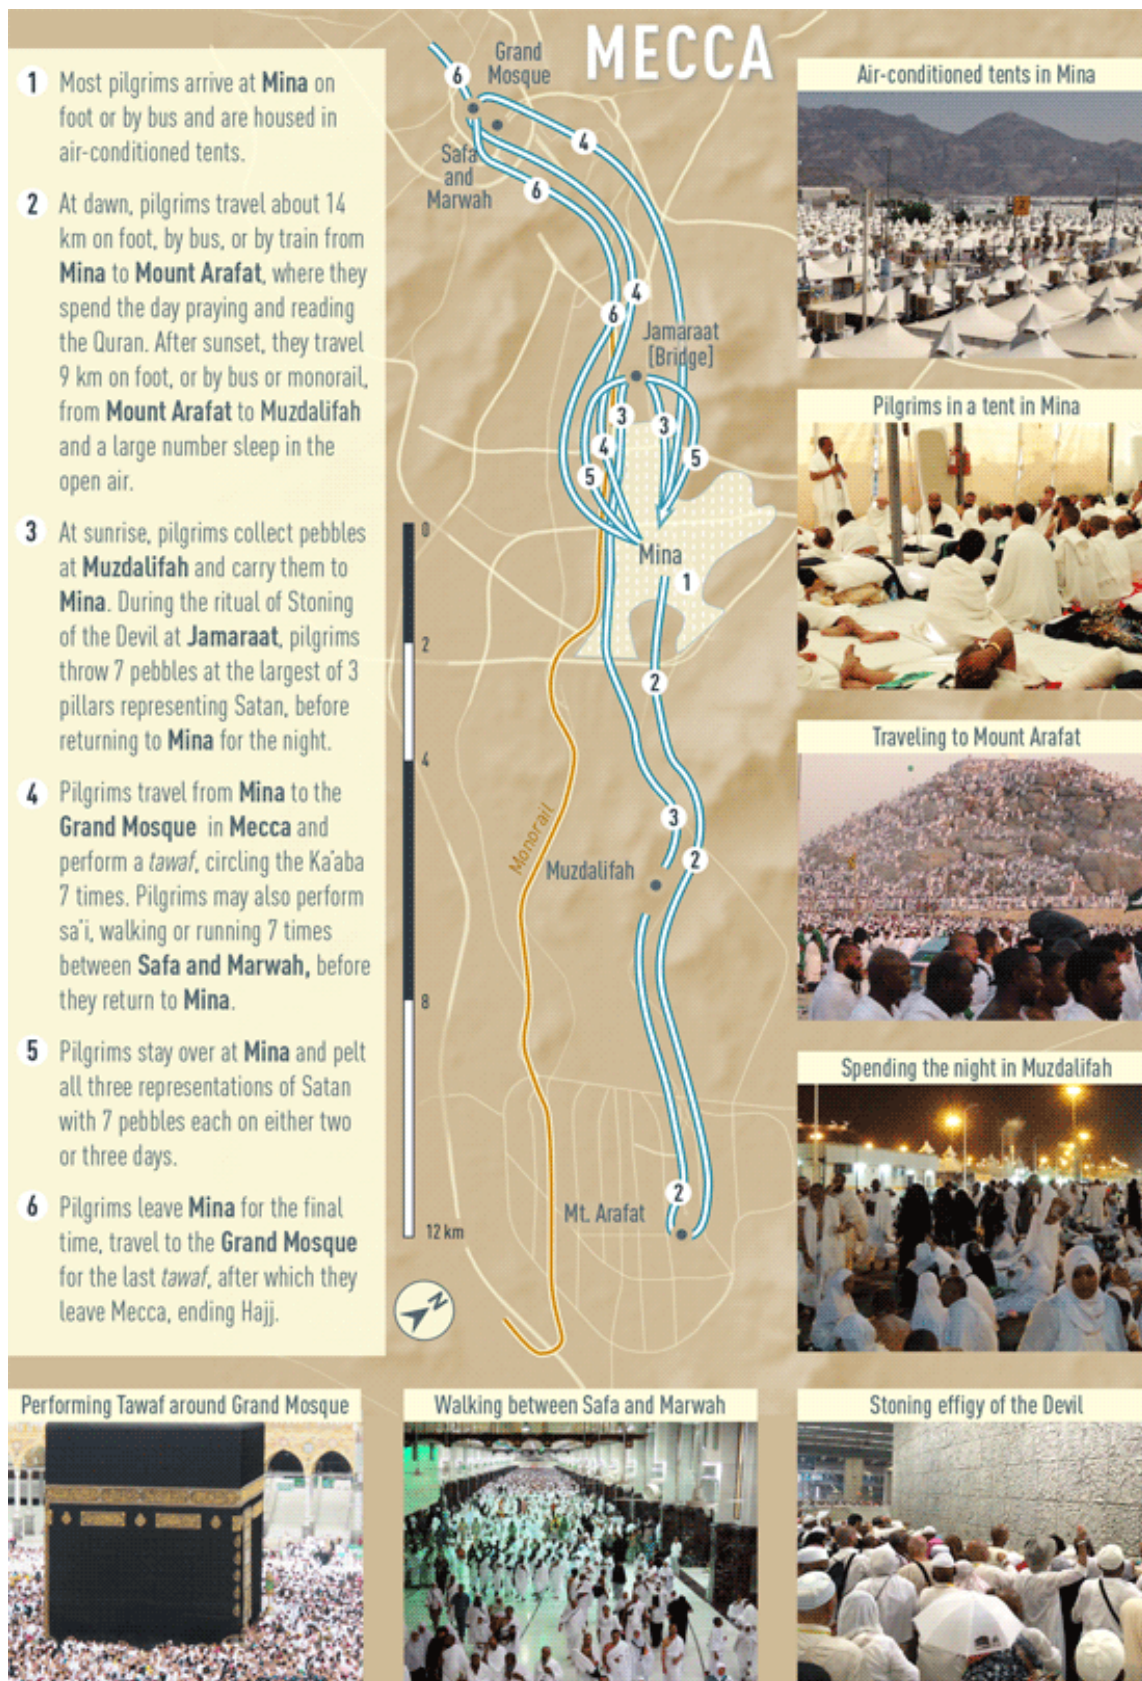 MECCA
1 Most pilgrims arrive at Mina on
foot or by bus and are housed in
air-conditioned tents.
2 At dawn, pilgrims travel about 14
km on foot, by bus, or by train from
Mina to Mount Arafat, where they
spend the day praying and reading
the Quran. After sunset, they travel
9 km on foot, or by bus or monorail,
from Mount Arafat to Muzdalifah
and a large number sleep in the
open air.
3 At sunrise, pilgrims collect pebbles
at Muzdalifah and carry them to
Mina. During the ritual of Stoning
of the Devil at Jamaraat, pilgrims
throw 7 pebbles at the largest of 3
pillars representing Satan, before
returning to Mina for the night.
4 Pilgrims travel from Mina to the
Grand Mosque in Mecca and
perform a tawaf, circling the Ka'aba
7 times. Pilgrims may also perform
sa'i, walking or running 7 times
between Safa and Marwah, before
they return to Mina.
5 Pilgrims stay over at Mina and pelt
all three representations of Satan
with 7 pebbles each on either two
or three days.
6 Pilgrims leave Mina for the final
time, travel to the Grand Mosque
for the last tawaf, after which they
leave Mecca, ending Hajj.
Grand
Mosque
6
4
Safa
and
Marwah
6
4
6
Jamaraat
[Bridge]
3
3
4
5
5
Mina
1
2
3
2
Muzdalifah
Monorail
2
Mt. Arafat
0
2
4
8
12 km
N
Air-conditioned tents in Mina
Pilgrims in a tent in Mina
Traveling to Mount Arafat
Spending the night in Muzdalifah
Performing Tawaf around Grand Mosque
Walking between Safa and Marwah
Stoning effigy of the Devil